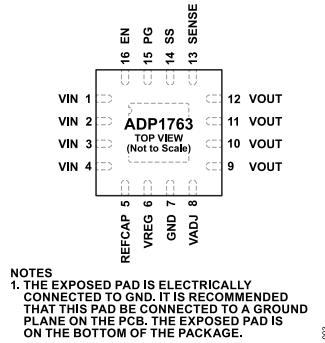 16 EN
15 PG
14 SS
13 SENSE
VIN 1
VIN 2
VIN 3
VIN 4
ADP1763
TOP VIEW
(Not to Scale)
12 VOUT
11 VOUT
10 VOUT
9 VOUT
REFCAP 5
VREG 6
GND 7
VADJ 8
NOTES
1. THE EXPOSED PAD IS ELECTRICALLY
CONNECTED TO GND. IT IS RECOMMENDED
THAT THIS PAD BE CONNECTED TO A GROUND
PLANE ON THE PCB. THE EXPOSED PAD IS
ON THE BOTTOM OF THE PACKAGE.